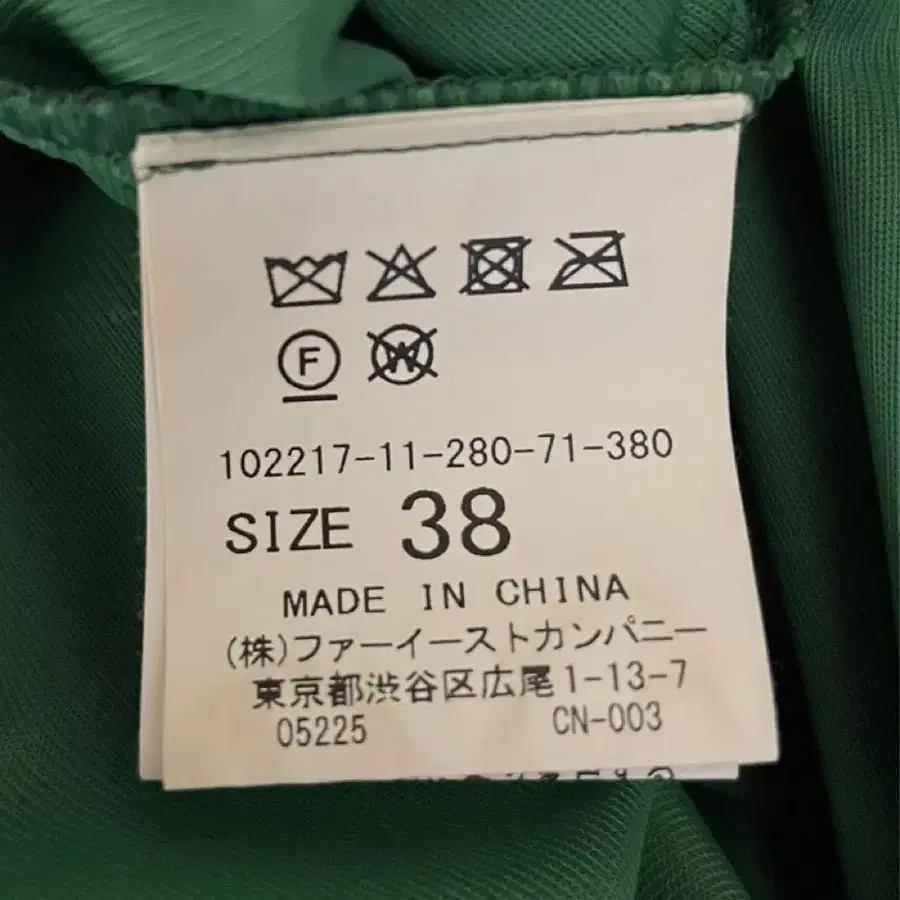 F W
102217-11-280-71-380
SIZE 38
MADE IN CHINA
(株)ファーイーストカンパニー
東京都渋谷区広尾1-13-7
05225 CN-003